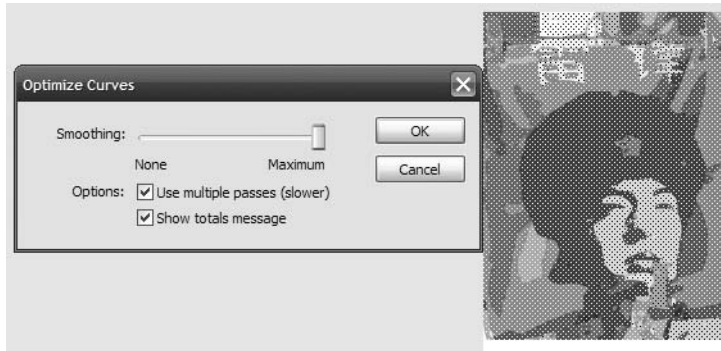 Optimize Curves
Smoothing:
OK
None Maximum
Cancel
Options: Use multiple passes (slower)
Show totals message